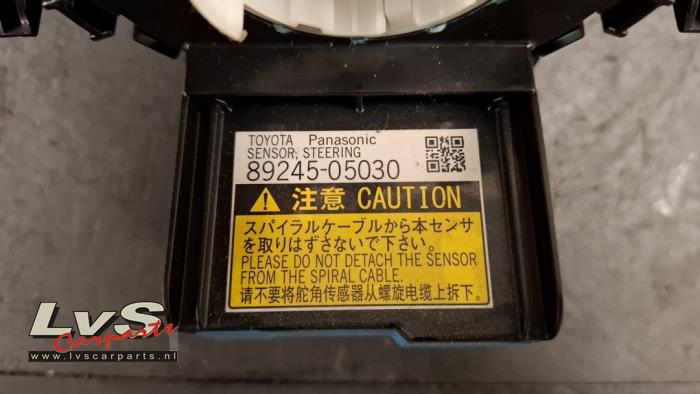 TOYOTA Panasonic
SENSOR, STEERING
89245-05030
注意 CAUTION
スパイラルケーブルから本センサ
を取りはずさないで下さい。
PLEASE DO NOT DETACH THE SENSOR
FROM THE SPIRAL CABLE.
请不要将舵角传感器从螺旋电缆上拆下。
LvS
Carparts
www.lvscarparts.nl